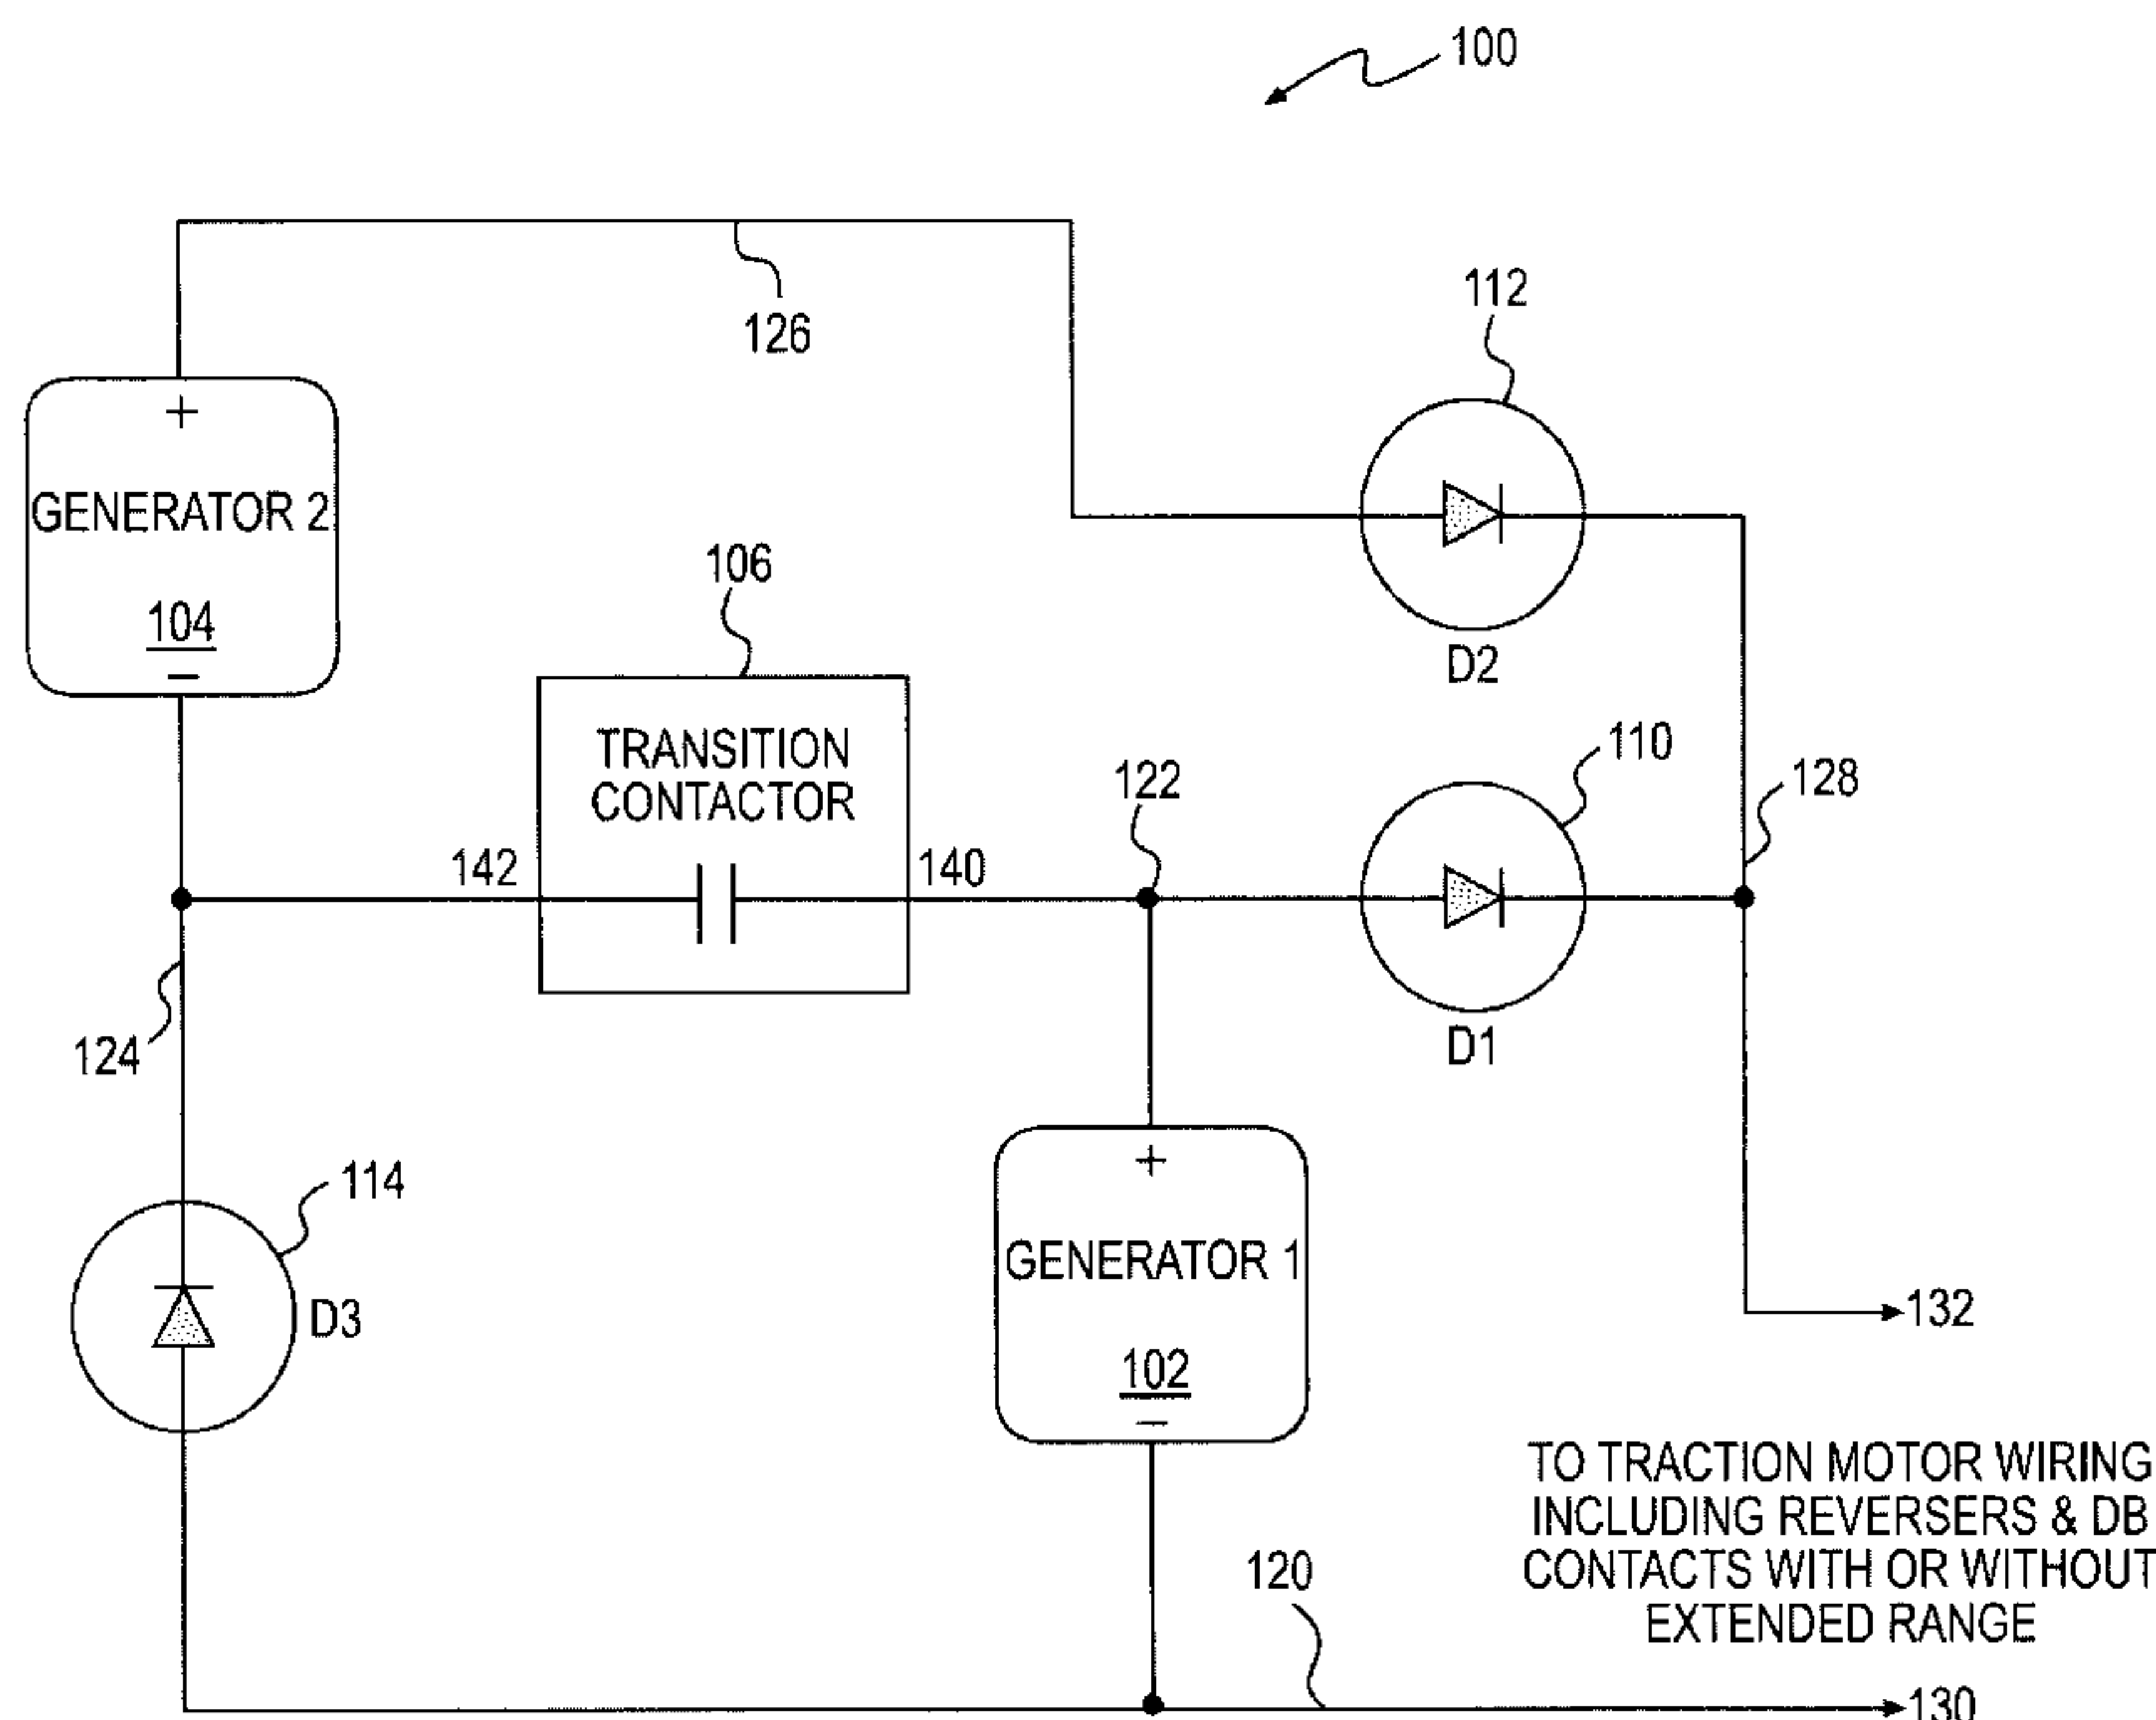 100
126
112
+
GENERATOR 2
104
−
D2
106
TRANSITION
CONTACTOR
110
122
128
142
140
124
D1
+
114
GENERATOR 1
D3
132
102
−
TO TRACTION MOTOR WIRING
INCLUDING REVERSERS & DB
CONTACTS WITH OR WITHOUT
EXTENDED RANGE
120
130